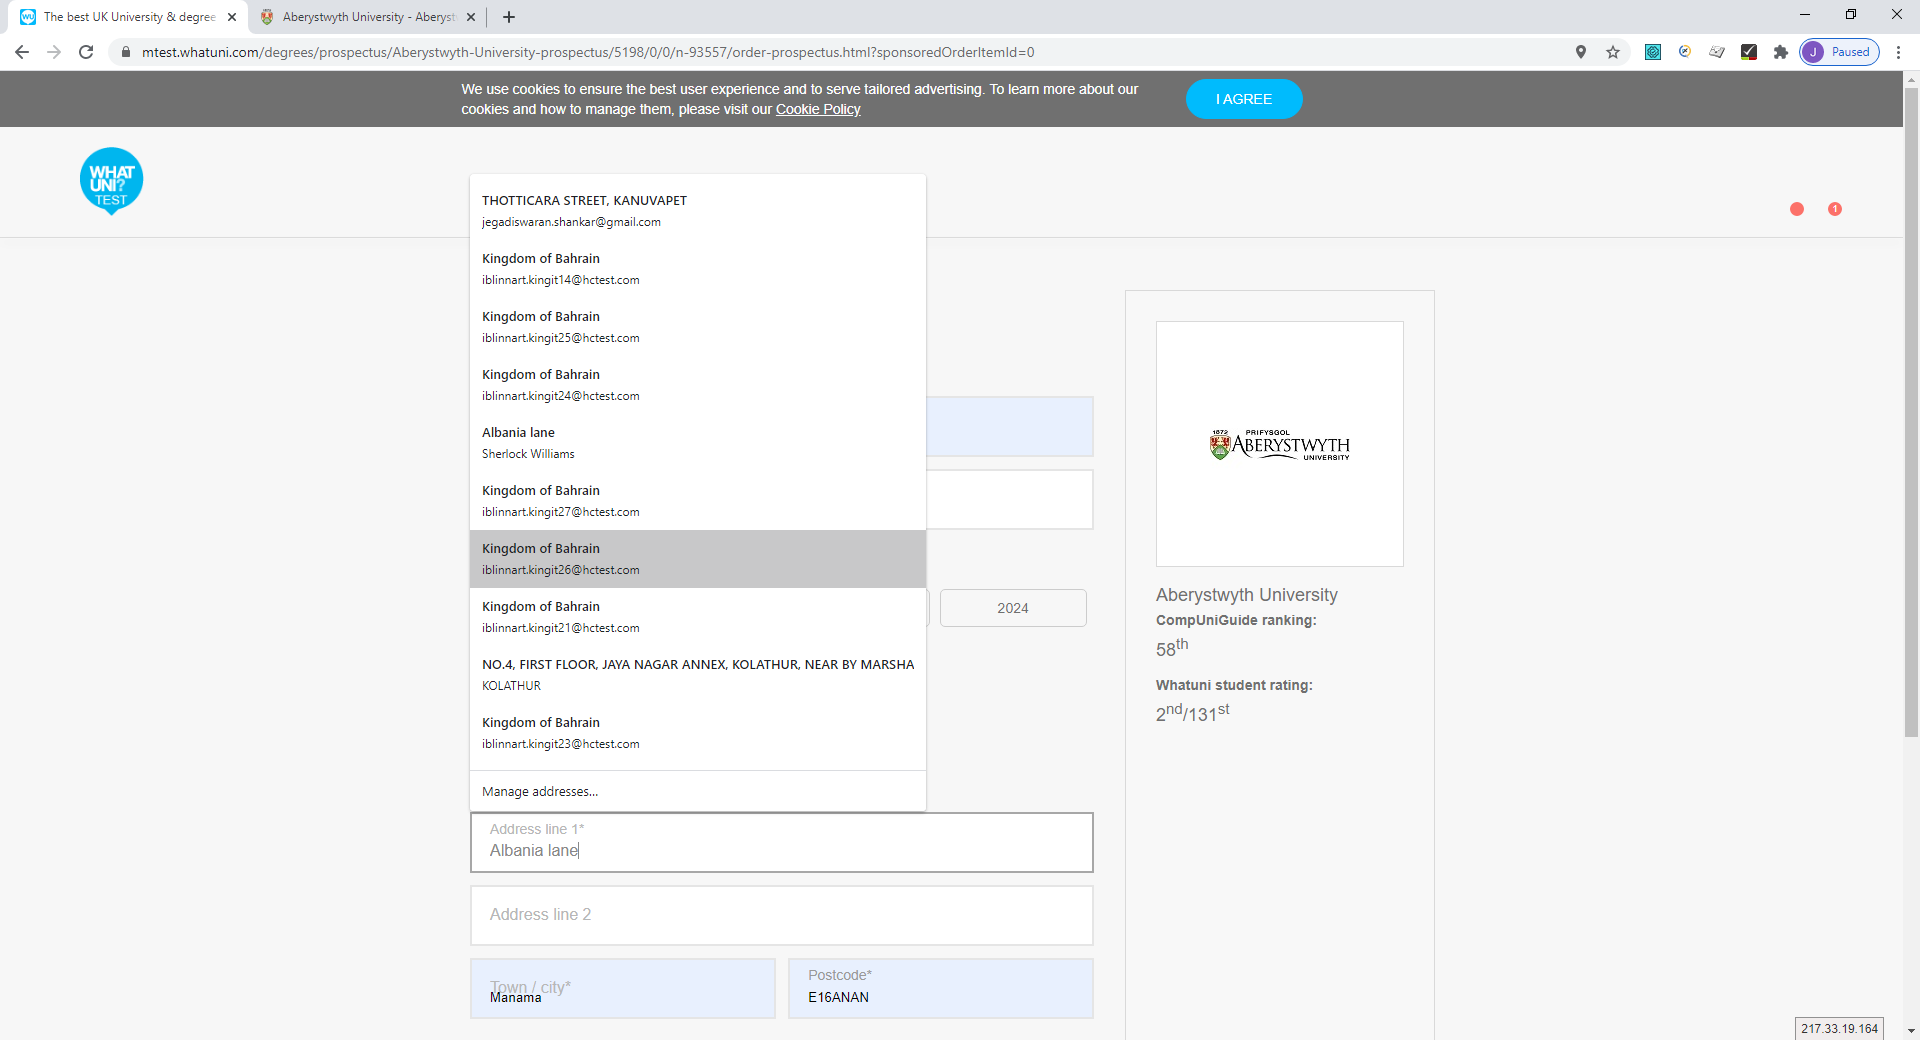 The best UK University & degree
Aberystwyth University - Aberyst
mtest.whatuni.com/degrees/prospectus/Aberystwyth-University-prospectus/5198/0/0/n-93557/order-prospectus.html?sponsoredOrderItemId=0
J Paused
We use cookies to ensure the best user experience and to serve tailored advertising. To learn more about our
cookies and how to manage them, please visit our Cookie Policy
I AGREE
WHAT
UNI?
TEST
1
THOTTICARA STREET, KANUVAPET
jegadiswaran.shankar@gmail.com
Kingdom of Bahrain
iblinnart.kingit14@hctest.com
Kingdom of Bahrain
iblinnart.kingit25@hctest.com
Kingdom of Bahrain
iblinnart.kingit24@hctest.com
Albania lane
Sherlock Williams
Kingdom of Bahrain
iblinnart.kingit27@hctest.com
Kingdom of Bahrain
iblinnart.kingit26@hctest.com
Kingdom of Bahrain
iblinnart.kingit21@hctest.com
NO.4, FIRST FLOOR, JAYA NAGAR ANNEX, KOLATHUR, NEAR BY MARSHA
KOLATHUR
Kingdom of Bahrain
iblinnart.kingit23@hctest.com
Manage addresses...
2024
Address line 1*
Albania lane
Address line 2
Town / city*
Manama
Postcode*
E16ANAN
1872 PRIFYSGOL
ABERYSTWYTH
UNIVERSITY
Aberystwyth University
CompUniGuide ranking:
58th
Whatuni student rating:
2nd/131st
217.33.19.164